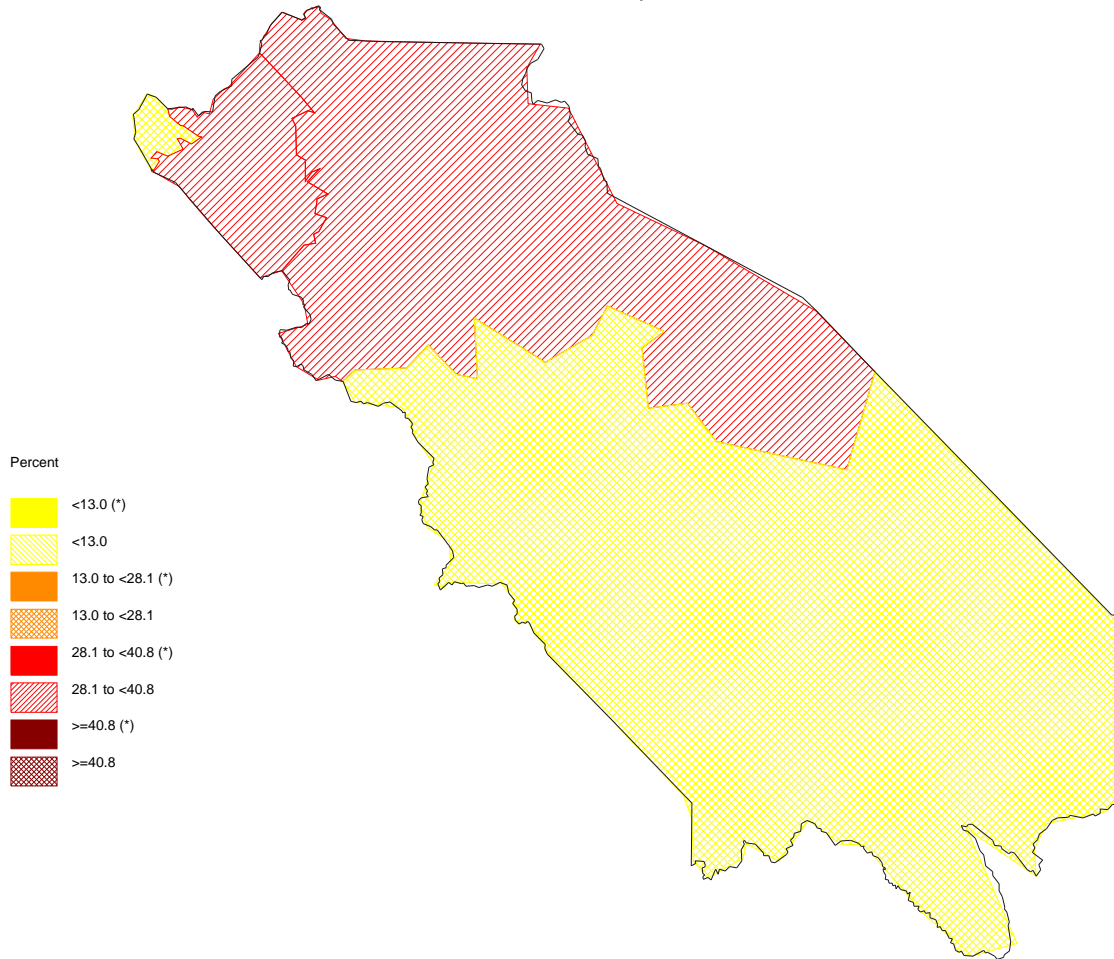 Percent
<13.0 (*)
<13.0
13.0 to <28.1 (*)
13.0 to <28.1
28.1 to <40.8 (*)
28.1 to <40.8
>=40.8 (*)
>=40.8